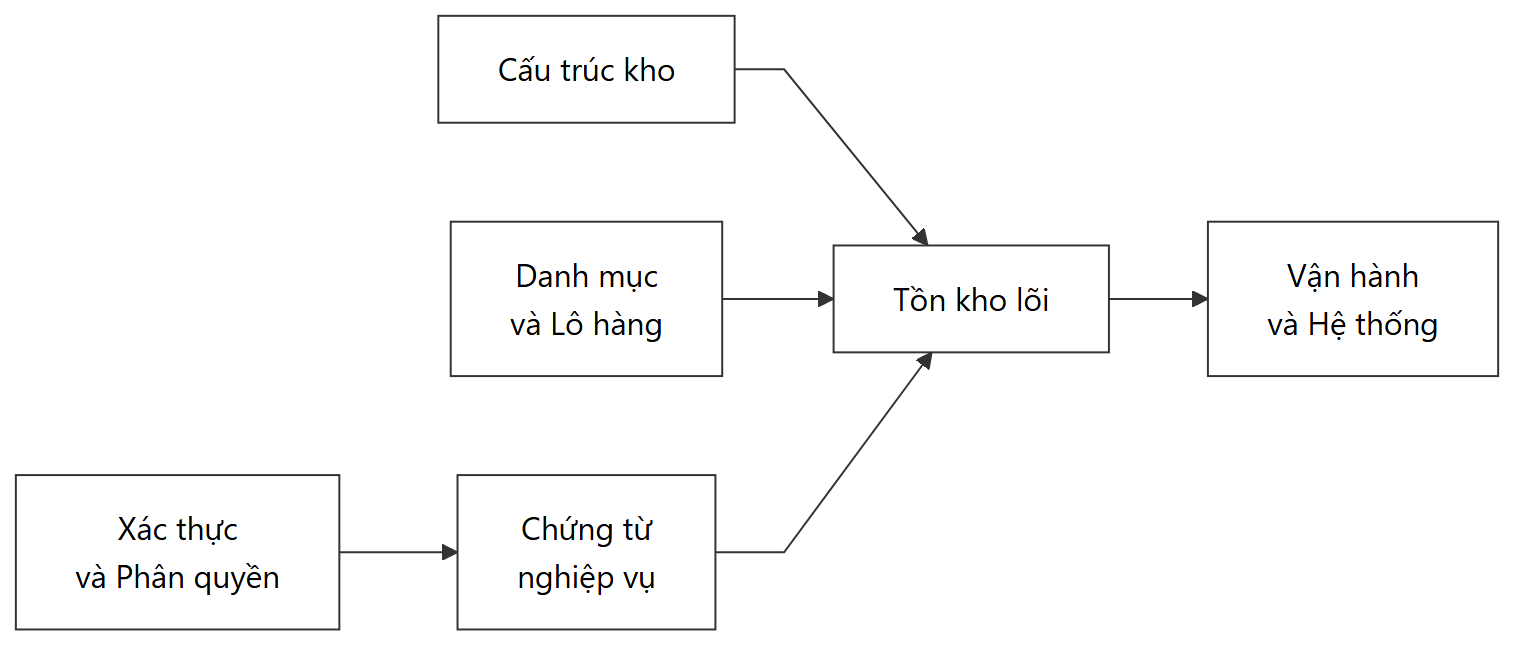 Cấu trúc kho
Danh mục
và Lô hàng
Tồn kho lõi
Vận hành
và Hệ thống
Xác thực
và Phân quyền
Chứng từ
nghiệp vụ